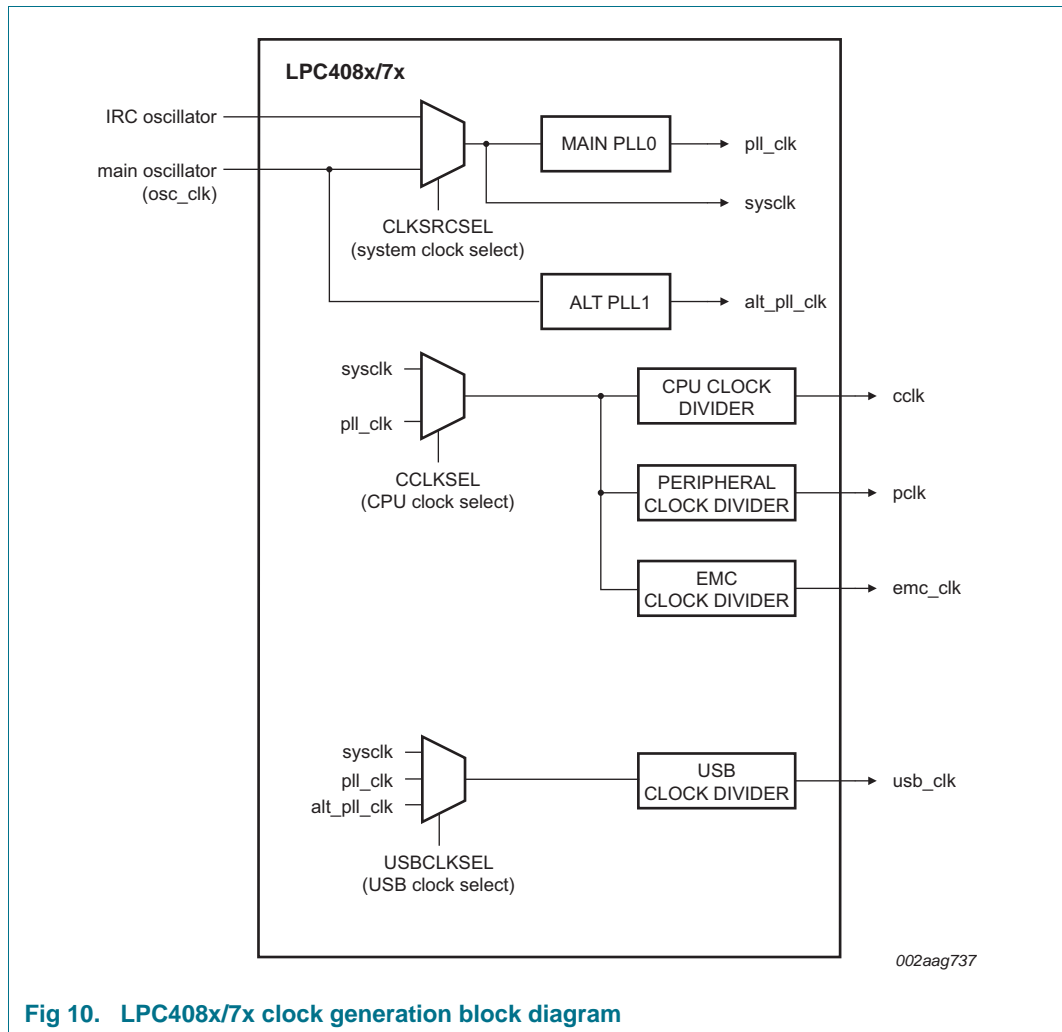 LPC408x/7x
IRC oscillator
main oscillator
(osc_clk)
CLKSRCSEL
(system clock select)
MAIN PLL0
pll_clk
sysclk
ALT PLL1
alt_pll_clk
sysclk
pll_clk
CCLKSEL
(CPU clock select)
CPU CLOCK
DIVIDER
cclk
PERIPHERAL
CLOCK DIVIDER
pclk
EMC
CLOCK DIVIDER
emc_clk
sysclk
pll_clk
alt_pll_clk
USBCLKSEL
(USB clock select)
USB
CLOCK DIVIDER
usb_clk
002aag737
Fig 10. LPC408x/7x clock generation block diagram